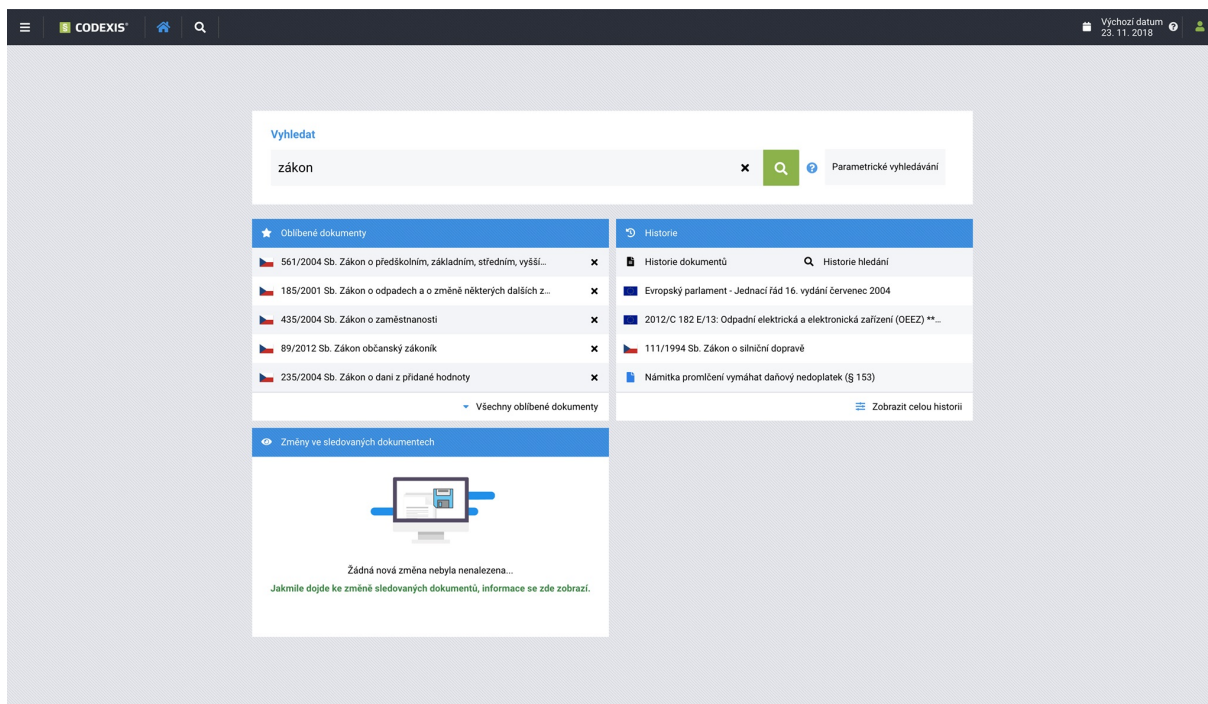 CODEXIS®
Výchozí datum
23. 11. 2018
Vyhledat
zákon
Parametrické vyhledávání
Oblíbené dokumenty
561/2004 Sb. Zákon o předškolním, základním, středním, vyšší...
185/2001 Sb. Zákon o odpadech a o změně některých dalších z...
435/2004 Sb. Zákon o zaměstnanosti
89/2012 Sb. Zákon občanský zákoník
235/2004 Sb. Zákon o dani z přidané hodnoty
Všechny oblíbené dokumenty
Historie
Historie dokumentů
Historie hledání
Evropský parlament - Jednací řád 16. vydání červenec 2004
2012/C 182 E/13: Odpadní elektrická a elektronická zařízení (OEEZ) **...
111/1994 Sb. Zákon o silniční dopravě
Námitka promlčení vymáhat daňový nedoplatek (§ 153)
Zobrazit celou historii
Změny ve sledovaných dokumentech
Žádná nová změna nebyla nenalezena...
Jakmile dojde ke změně sledovaných dokumentů, informace se zde zobrazí.